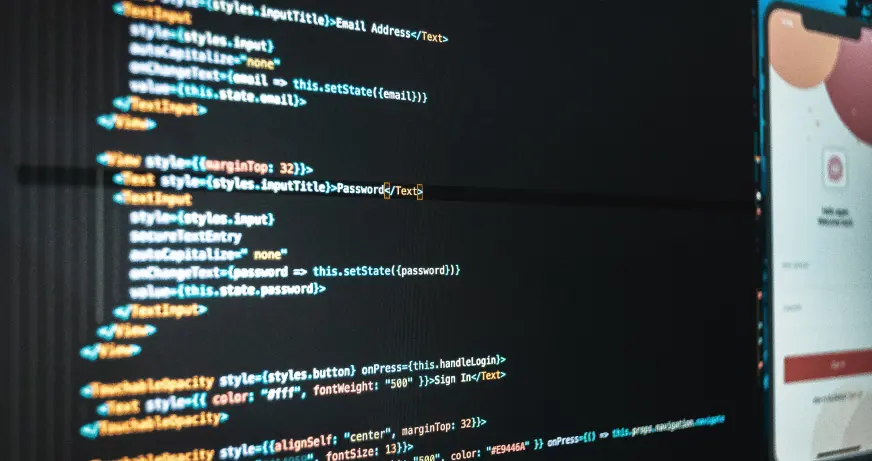 <Text style={styles.inputTitle}>Email Address</Text>
<TextInput
style={styles.input}
autoCapitalize="none"
onChangeText={email => this.setState({email})}
value={this.state.email}>
</TextInput>
</View>
<View style={{marginTop: 32}}>
<Text style={styles.inputTitle}>Password</Text>
<TextInput
style={styles.input}
secureTextEntry
autoCapitalize=" none"
onChangeText={password => this.setState({password})}
value={this.state.password}>
</TextInput>
</View>
</View>
<TouchableOpacity style={styles.button} onPress={this.handleLogin}>
<Text style={{ color: "#fff", fontWeight: "500" }}>Sign In</Text>
</TouchableOpacity>
<TouchableOpacity style={{alignSelf: "center", marginTop: 32}}>
fontSize: 13}}>
"500", color: "#E9446A" }} onPress={() => this.props.navigation.navigate